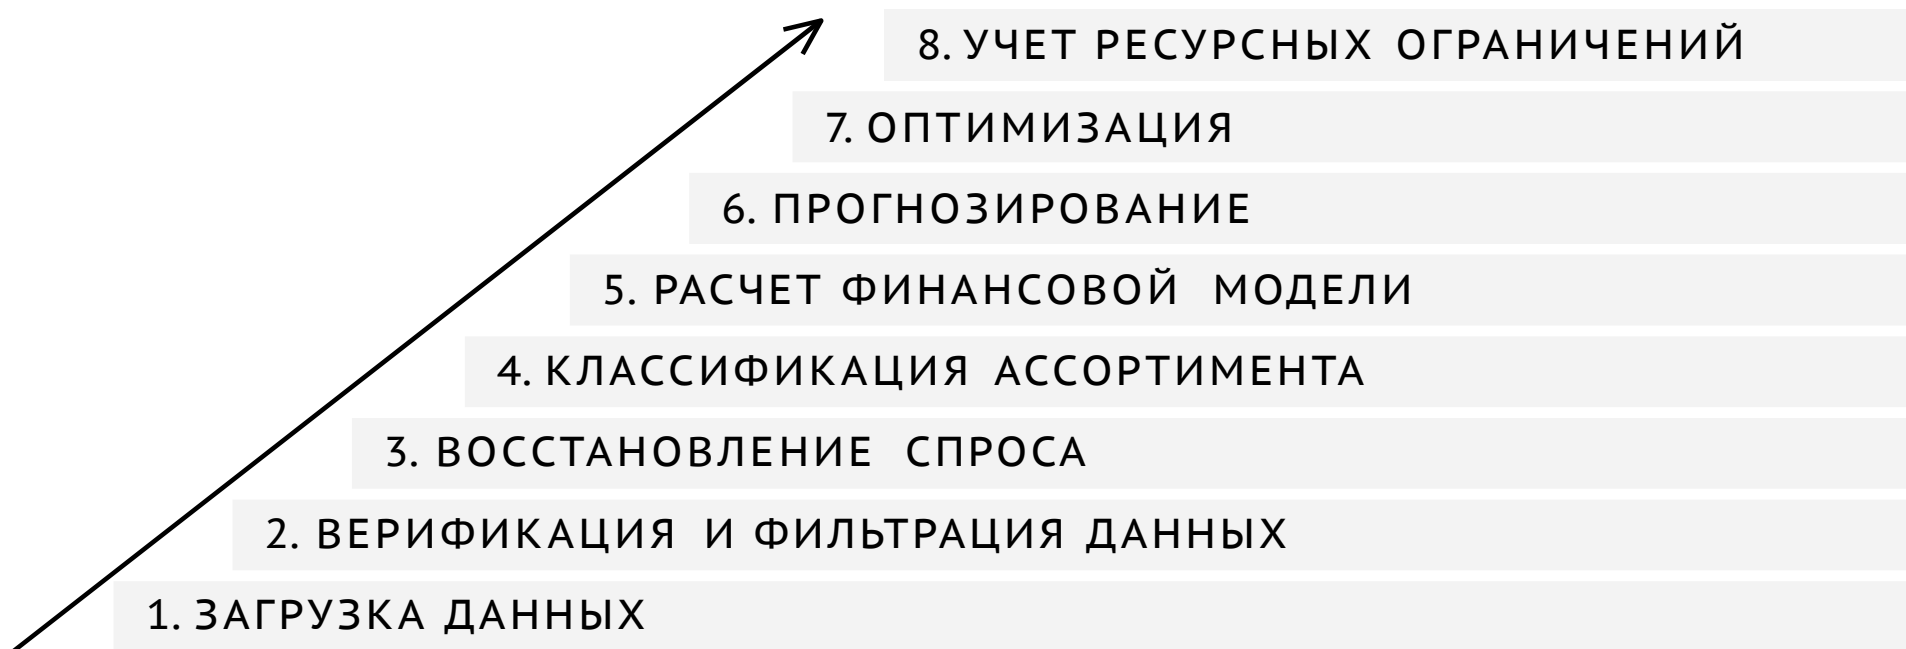 8. УЧЕТ РЕСУРСНЫХ ОГРАНИЧЕНИЙ
7. ОПТИМИЗАЦИЯ
6. ПРОГНОЗИРОВАНИЕ
5. РАСЧЕТ ФИНАНСОВОЙ МОДЕЛИ
4. КЛАССИФИКАЦИЯ АССОРТИМЕНТА
3. ВОССТАНОВЛЕНИЕ СПРОСА
2. ВЕРИФИКАЦИЯ И ФИЛЬТРАЦИЯ ДАННЫХ
1. ЗАГРУЗКА ДАННЫХ